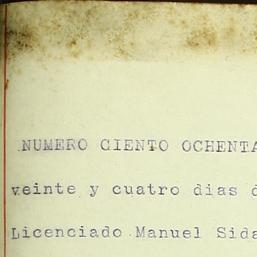 NUMERO CIENTO OCHENTA
veinte y cuatro dias d
Licenciado Manuel Sida